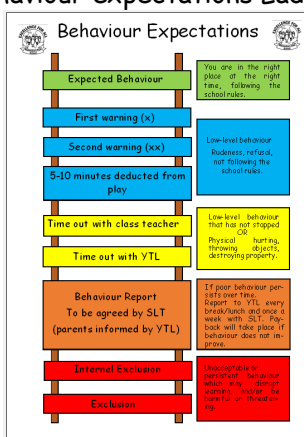 Behaviour Expectations Lad
Behaviour Expectations
Expected Behaviour
You are in the right
place at the right
time, following the
school rules.
First warning (x)
Second warning (xx)
5-10 minutes deducted from
play
Low-level behaviour
Rudeness, refusal,
not following the
school rules.
Time out with class teacher
Time out with YTL
Low-level behaviour
that has not stopped
OR
Physical hurting,
throwing objects,
destroying property.
Behaviour Report
To be agreed by SLT
(parents informed by YTL)
If poor behaviour per-
sists over time.
Report to YTL every
break/lunch and once a
week with SLT. Pay-
back will take place if
behaviour does not im-
prove.
Internal Exclusion
Exclusion
Unacceptable or
persistent behaviour
which may disrupt
learning, and/or be
harmful or threaten-
ing.